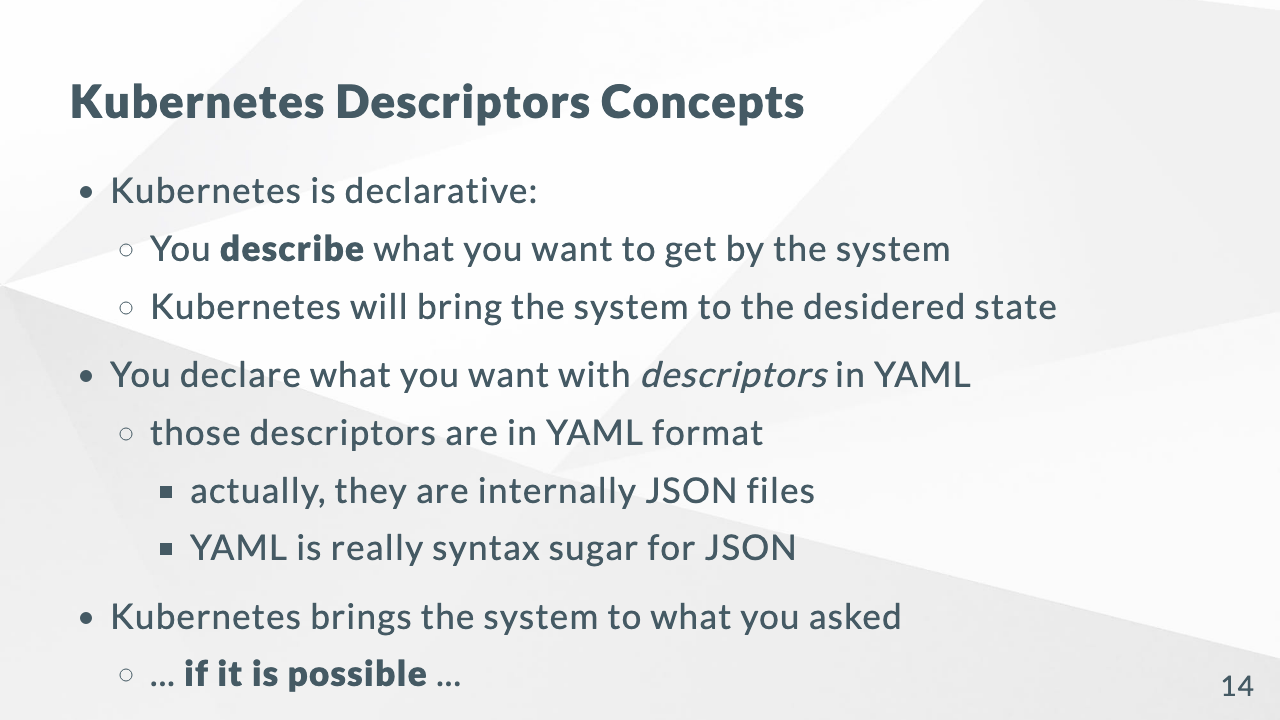 Kubernetes Descriptors Concepts
Kubernetes is declarative:
You describe what you want to get by the system
Kubernetes will bring the system to the desidered state
You declare what you want with descriptors in YAML
those descriptors are in YAML format
actually, they are internally JSON files
YAML is really syntax sugar for JSON
Kubernetes brings the system to what you asked
... if it is possible ...
14